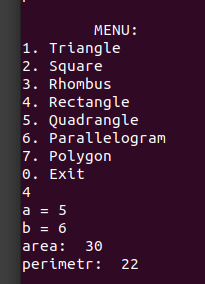 MENU:
1. Triangle
2. Square
3. Rhombus
4. Rectangle
5. Quadrangle
6. Parallelogram
7. Polygon
0. Exit
4
a = 5
b = 6
area:  30
perimetr:  22